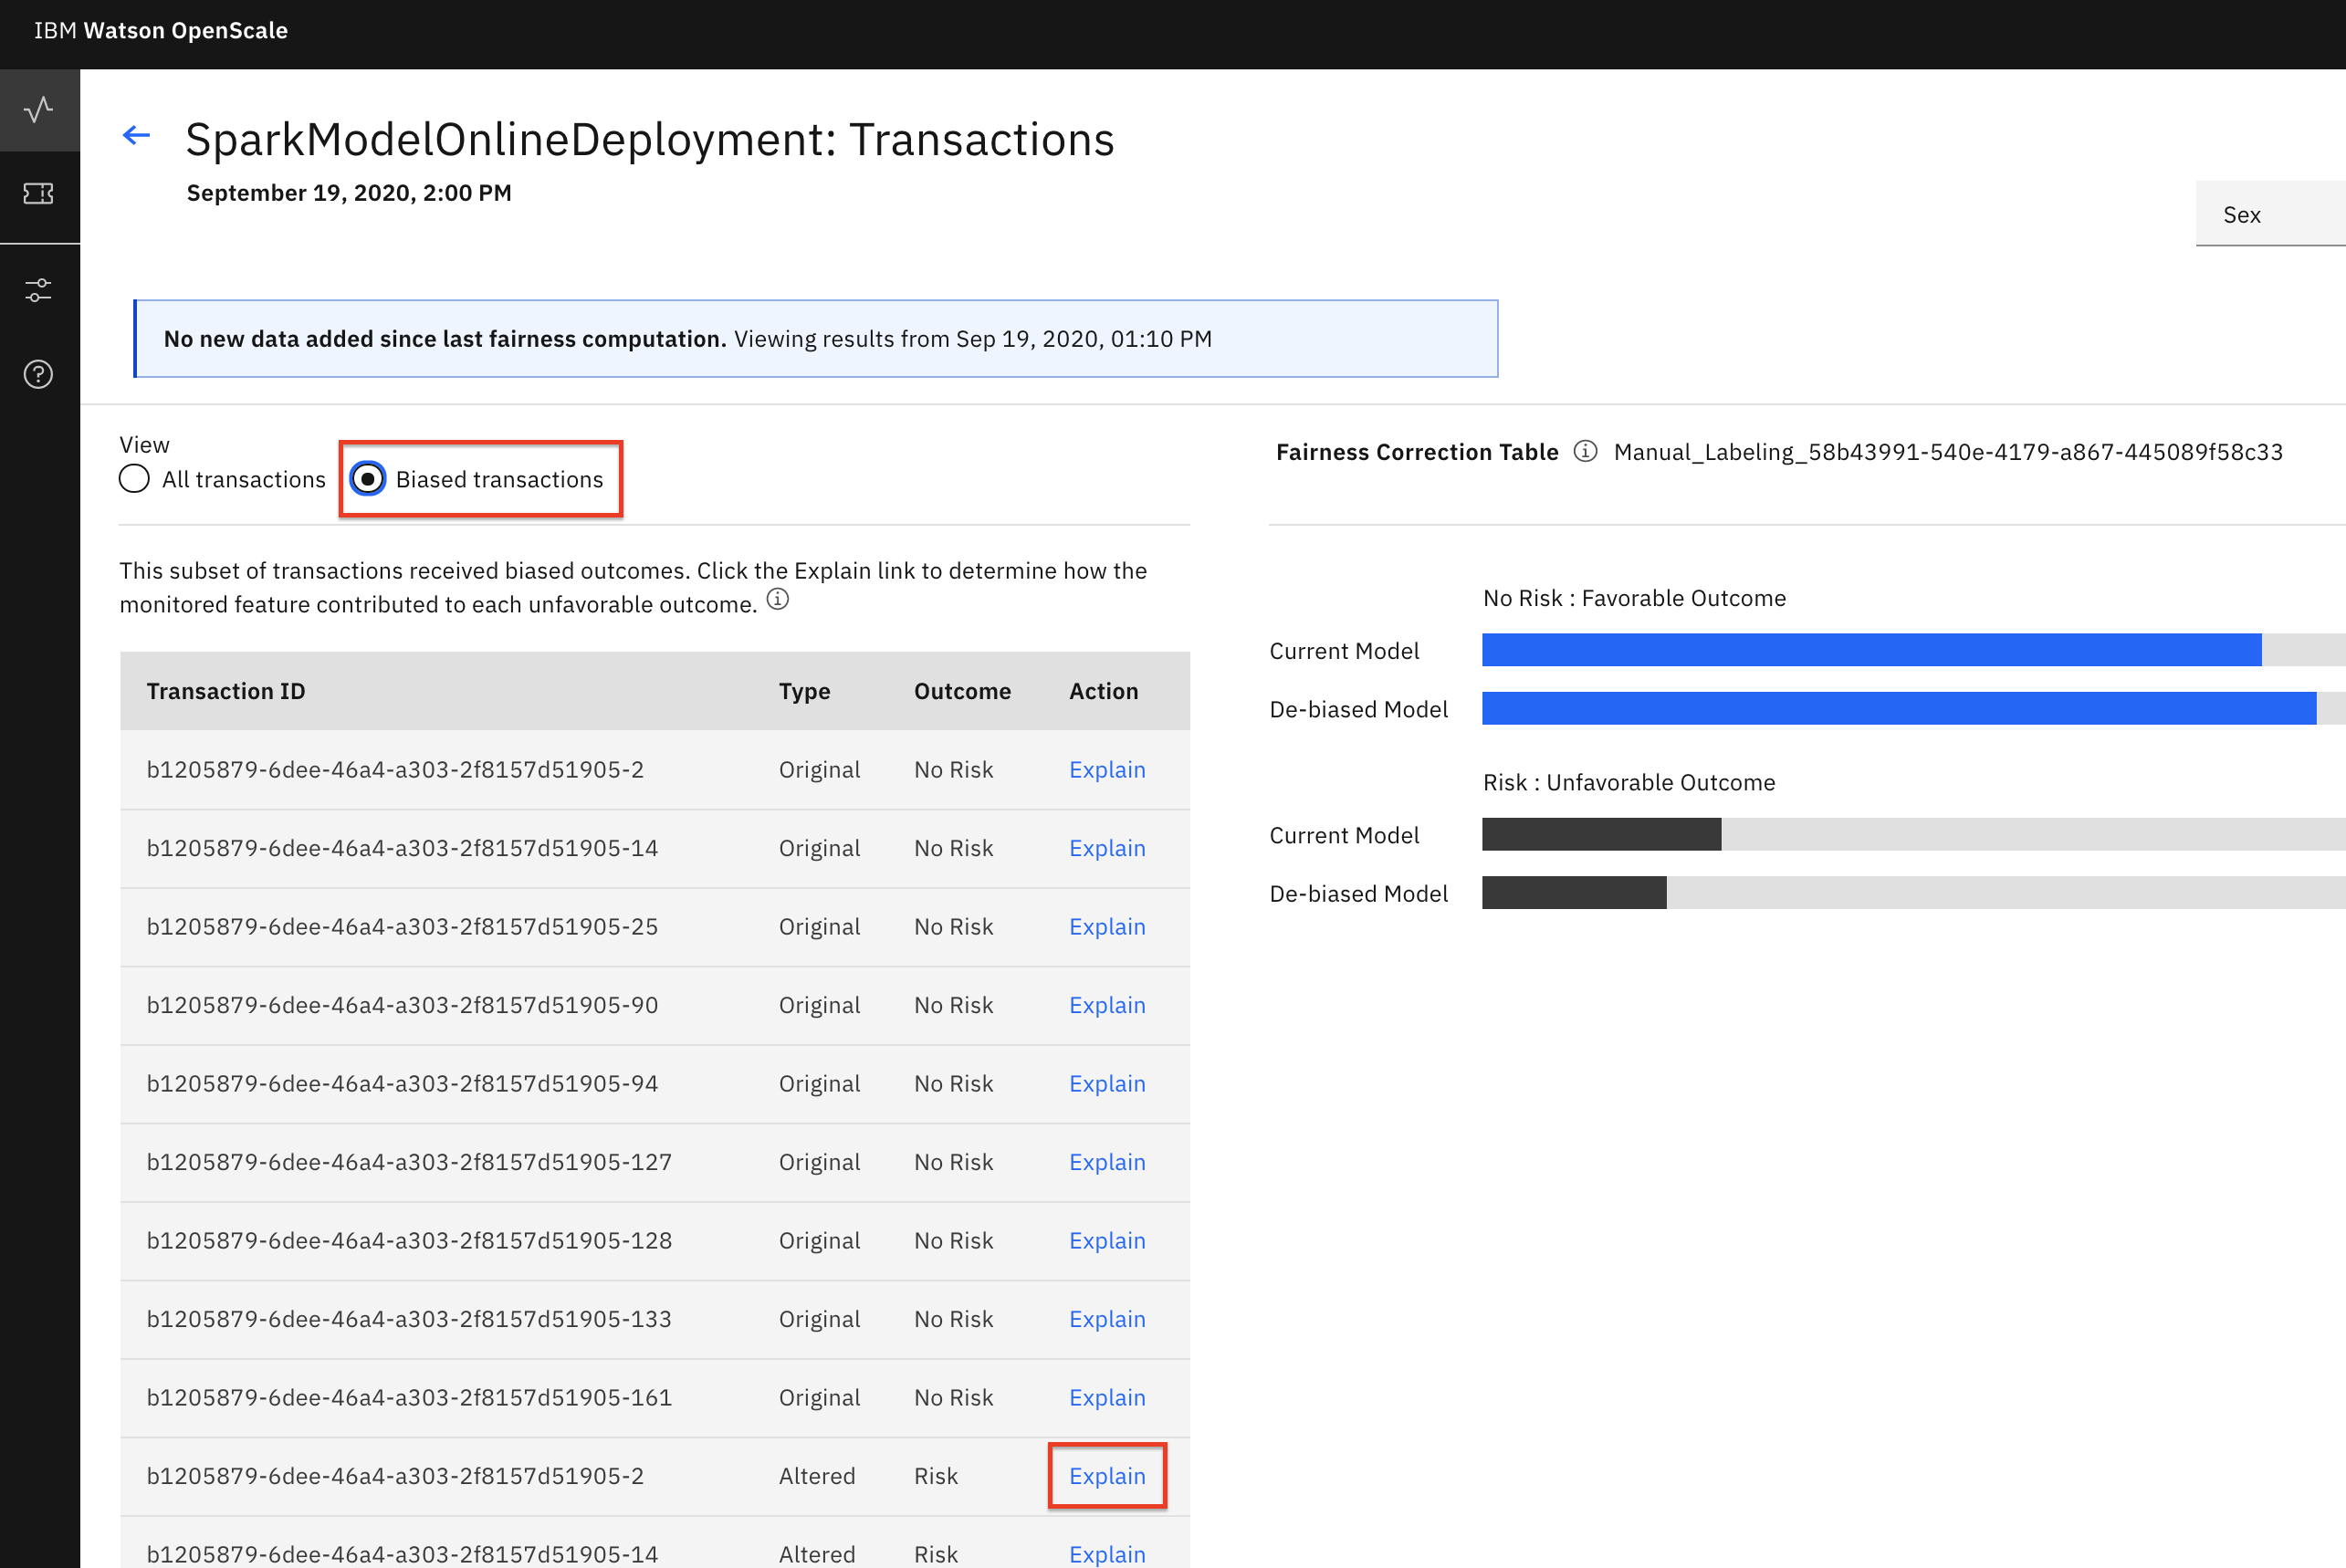 IBM Watson OpenScale
SparkModelOnlineDeployment: Transactions
September 19, 2020, 2:00 PM
Sex
No new data added since last fairness computation. Viewing results from Sep 19, 2020, 01:10 PM
View
All transactions Biased transactions
This subset of transactions received biased outcomes. Click the Explain link to determine how the
monitored feature contributed to each unfavorable outcome.
Transaction ID Type Outcome Action
b1205879-6dee-46a4-a303-2f8157d51905-2 Original No Risk Explain
b1205879-6dee-46a4-a303-2f8157d51905-14 Original No Risk Explain
b1205879-6dee-46a4-a303-2f8157d51905-25 Original No Risk Explain
b1205879-6dee-46a4-a303-2f8157d51905-90 Original No Risk Explain
b1205879-6dee-46a4-a303-2f8157d51905-94 Original No Risk Explain
b1205879-6dee-46a4-a303-2f8157d51905-127 Original No Risk Explain
b1205879-6dee-46a4-a303-2f8157d51905-128 Original No Risk Explain
b1205879-6dee-46a4-a303-2f8157d51905-133 Original No Risk Explain
b1205879-6dee-46a4-a303-2f8157d51905-161 Original No Risk Explain
b1205879-6dee-46a4-a303-2f8157d51905-2 Altered Risk Explain
b1205879-6dee-46a4-a303-2f8157d51905-14 Altered Risk Explain
Fairness Correction Table Manual_Labeling_58b43991-540e-4179-a867-445089f58c33
No Risk : Favorable Outcome
Current Model
De-biased Model
Risk : Unfavorable Outcome
Current Model
De-biased Model